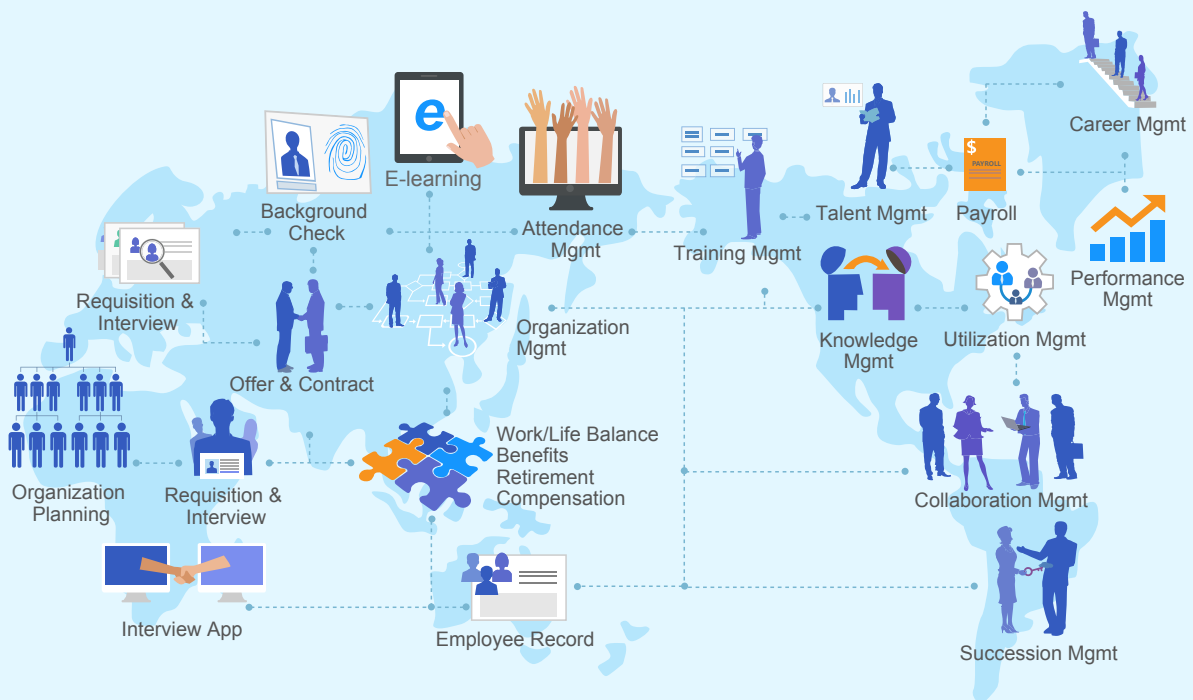 Career Mgmt
e
E-learning
$
PAYROLL
Background
Check
Attendance
Mgmt
Training Mgmt
Talent Mgmt
Payroll
Performance
Mgmt
Requisition &
Interview
Organization
Mgmt
Knowledge
Mgmt
Utilization Mgmt
Offer & Contract
Work/Life Balance
Benefits
Retirement
Compensation
Organization
Planning
Requisition &
Interview
Collaboration Mgmt
Interview App
Employee Record
Succession Mgmt